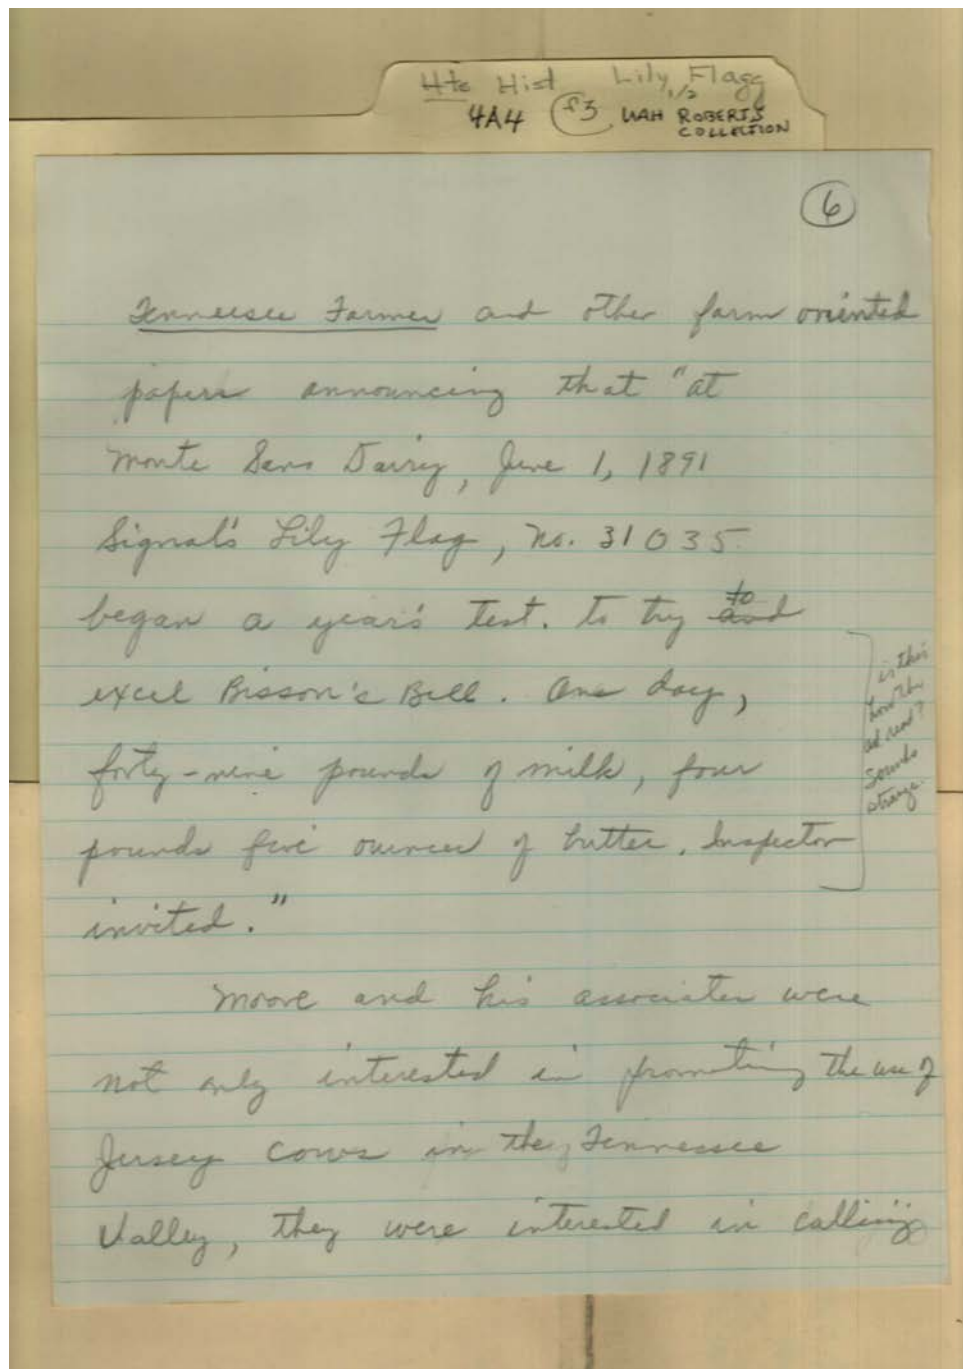 Hts Hist Lily Flagg
1/2
4A4 f3 UAH ROBERTS
COLLECTION
6
Tennessee Farmer and other farm oriented
papers announcing that "at
Monte Sano Dairy, June 1, 1891
Signal's Lily Flag, no. 31035
began a year's test. to try and
to
excel Bisson's Bell. One day,
forty-nine pounds of milk, four
pounds five ounces of butter. Inspector
invited."
is this
how the
ad read?
Sounds
strange.
Moore and his associates were
not only interested in promoting the use of
Jersey cows in the Tennessee
Valley, they were interested in calling